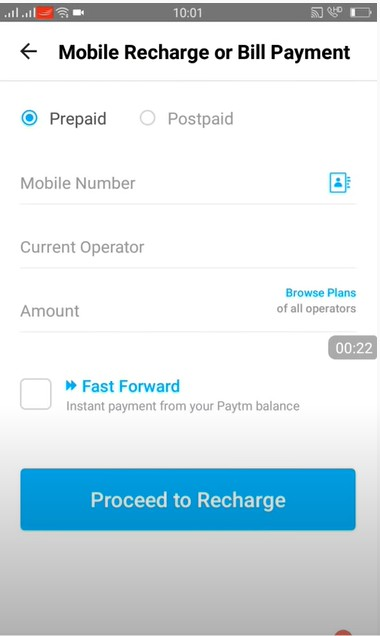 10:01
Mobile Recharge or Bill Payment
Prepaid Postpaid
Mobile Number
Current Operator
Browse Plans
Amount of all operators
00:22
Fast Forward
Instant payment from your Paytm balance
Proceed to Recharge